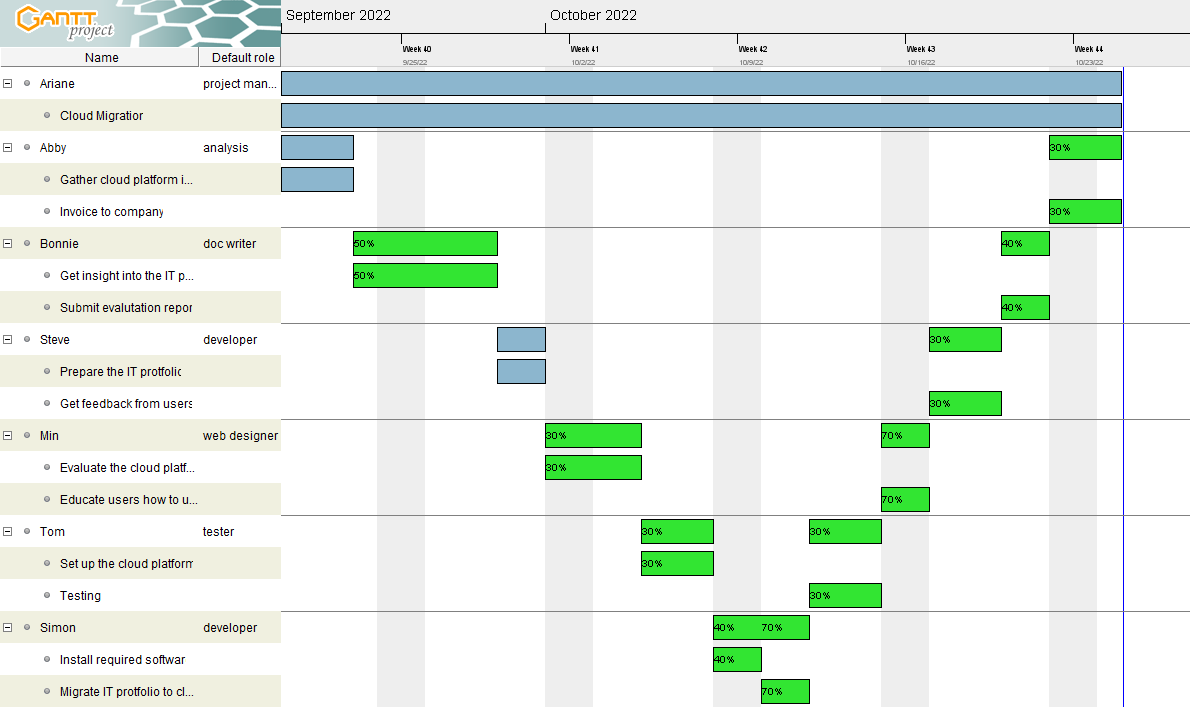 GANTT
project
September 2022
October 2022
Week 40
Week 41
Week 42
Week 43
Week 44
9/25/22
10/2/22
10/9/22
10/16/22
10/23/22
Name
Default role
Ariane
project man...
Cloud Migration
Abby
analysis
30%
Gather cloud platform i...
Invoice to company
30%
Bonnie
doc writer
50%
40%
Get insight into the IT p...
50%
Submit evalutation repor
40%
Steve
developer
30%
Prepare the IT protfolic
Get feedback from users
30%
Min
web designer
30%
70%
Evaluate the cloud platf...
30%
Educate users how to u...
70%
Tom
tester
30%
30%
Set up the cloud platform
30%
Testing
30%
Simon
developer
40%
70%
Install required softwar
40%
Migrate IT protfolio to cl...
70%